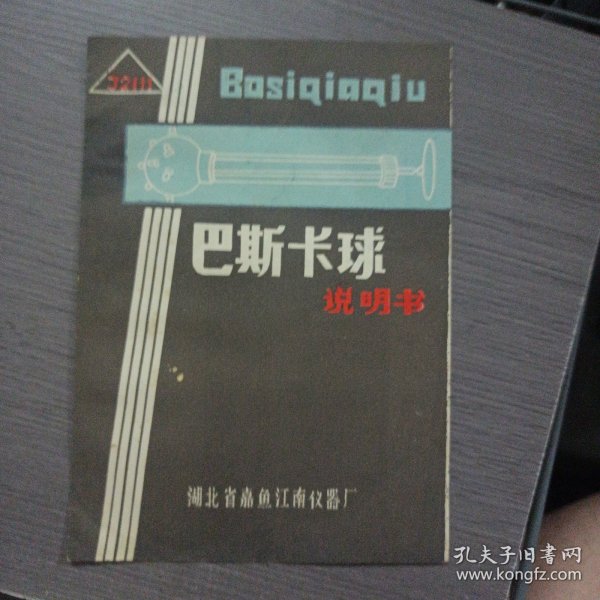 32111
Basiqiaqiu
巴斯卡球
说明书
湖北省嘉鱼江南仪器厂
孔夫子旧书网
www.kongfz.com